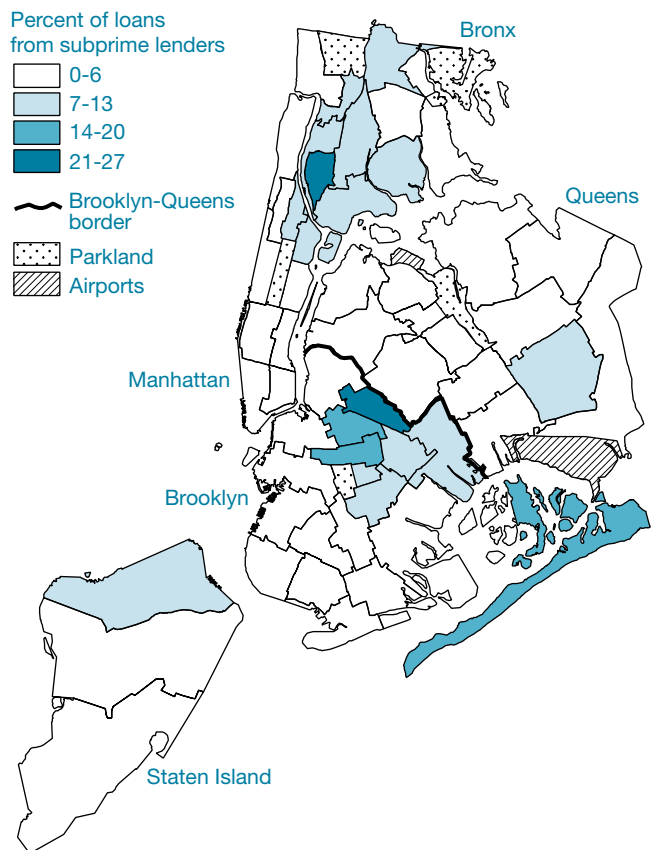 Percent of loans
from subprime lenders
0-6
7-13
14-20
21-27
Brooklyn-Queens
border
Parkland
Airports
Bronx
Queens
Manhattan
Brooklyn
Staten Island